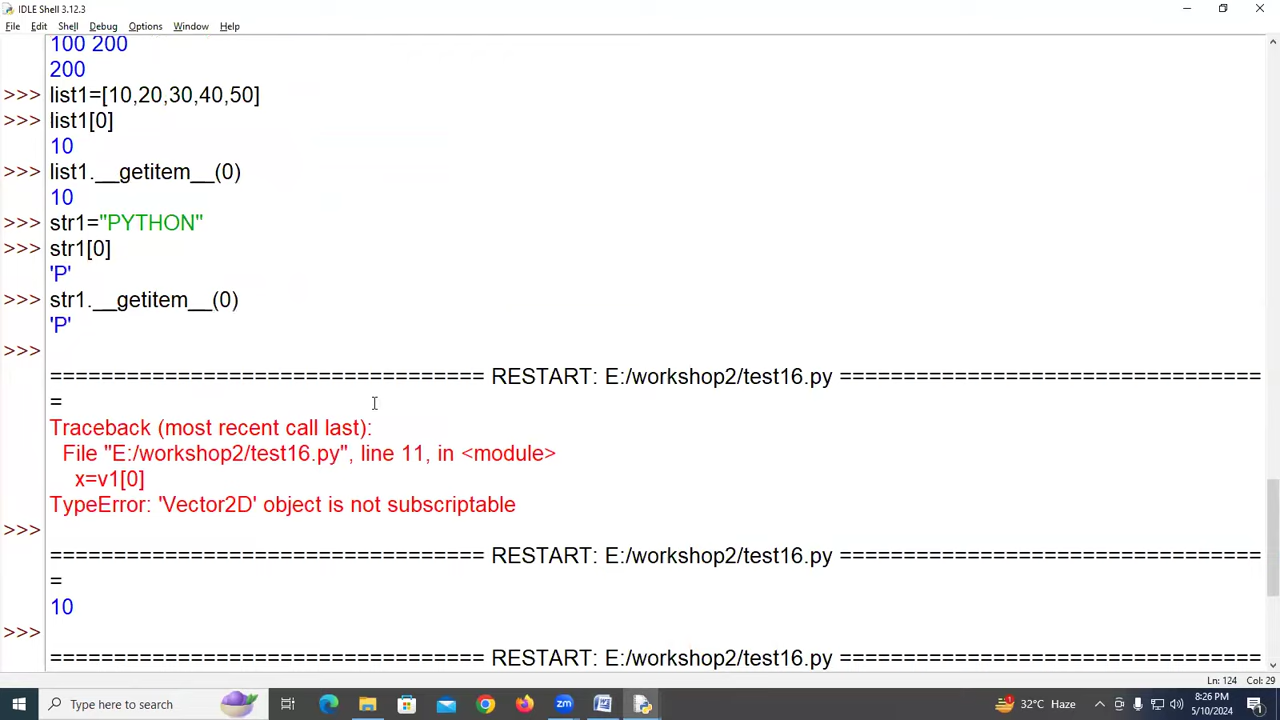 IDLE Shell 3.12.3
File Edit Shell Debug Options Window Help
100 200
200
>>> list1=[10,20,30,40,50]
>>> list1[0]
10
>>> list1.__getitem__(0)
10
>>> str1="PYTHON"
>>> str1[0]
'P'
>>> str1.__getitem__(0)
'P'
>>>
================================== RESTART: E:/workshop2/test16.py =================================
=
Traceback (most recent call last):
File "E:/workshop2/test16.py", line 11, in <module>
x=v1[0]
TypeError: 'Vector2D' object is not subscriptable
>>>
================================== RESTART: E:/workshop2/test16.py =================================
=
10
>>>
================================== RESTART: E:/workshop2/test16.py =================================
Ln: 124 Col: 29
Type here to search
32°C Haze
8:26 PM
5/10/2024